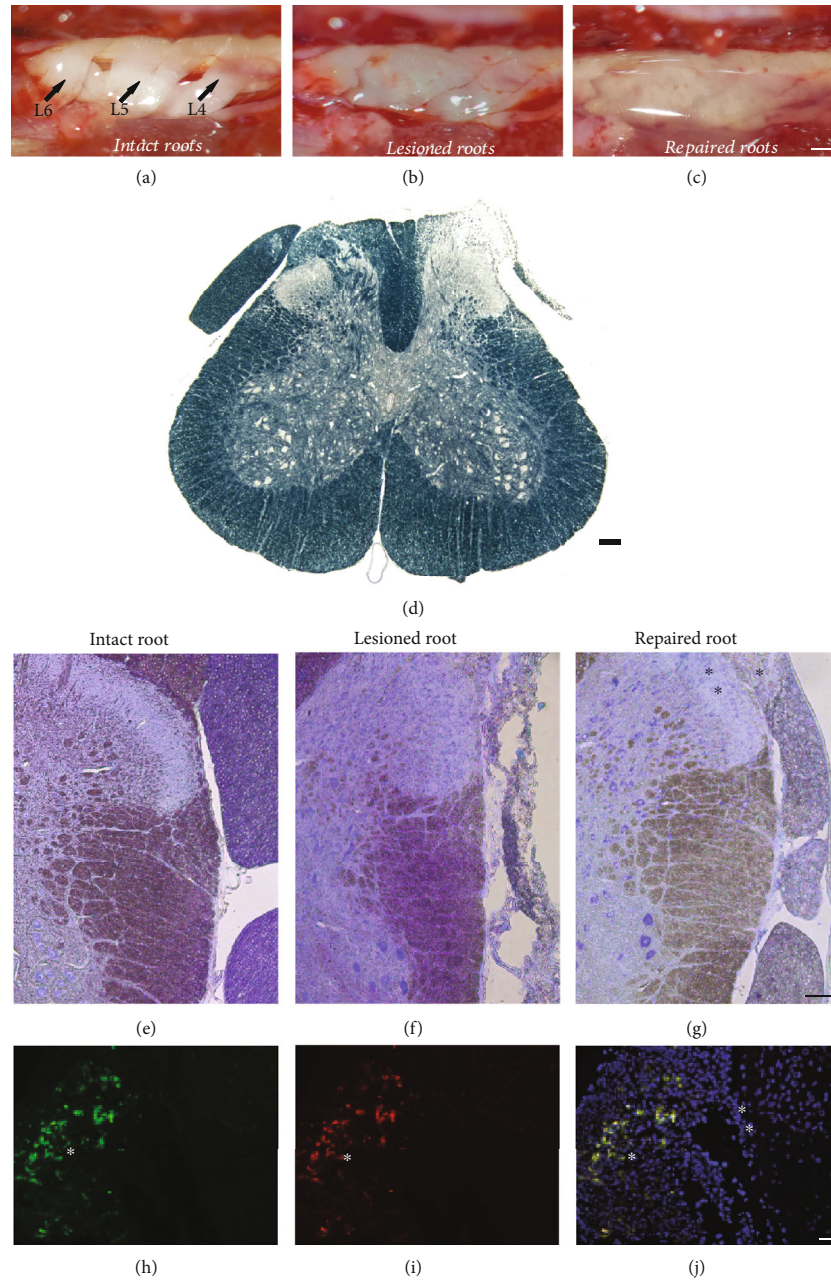 L6
L5
L4
Intact roots
Lesioned roots
Repaired roots
(a)
(b)
(c)
(d)
Intact root
Lesioned root
Repaired root
*
*
*
(e)
(f)
(g)
*
*
*
*
*
(h)
(i)
(j)